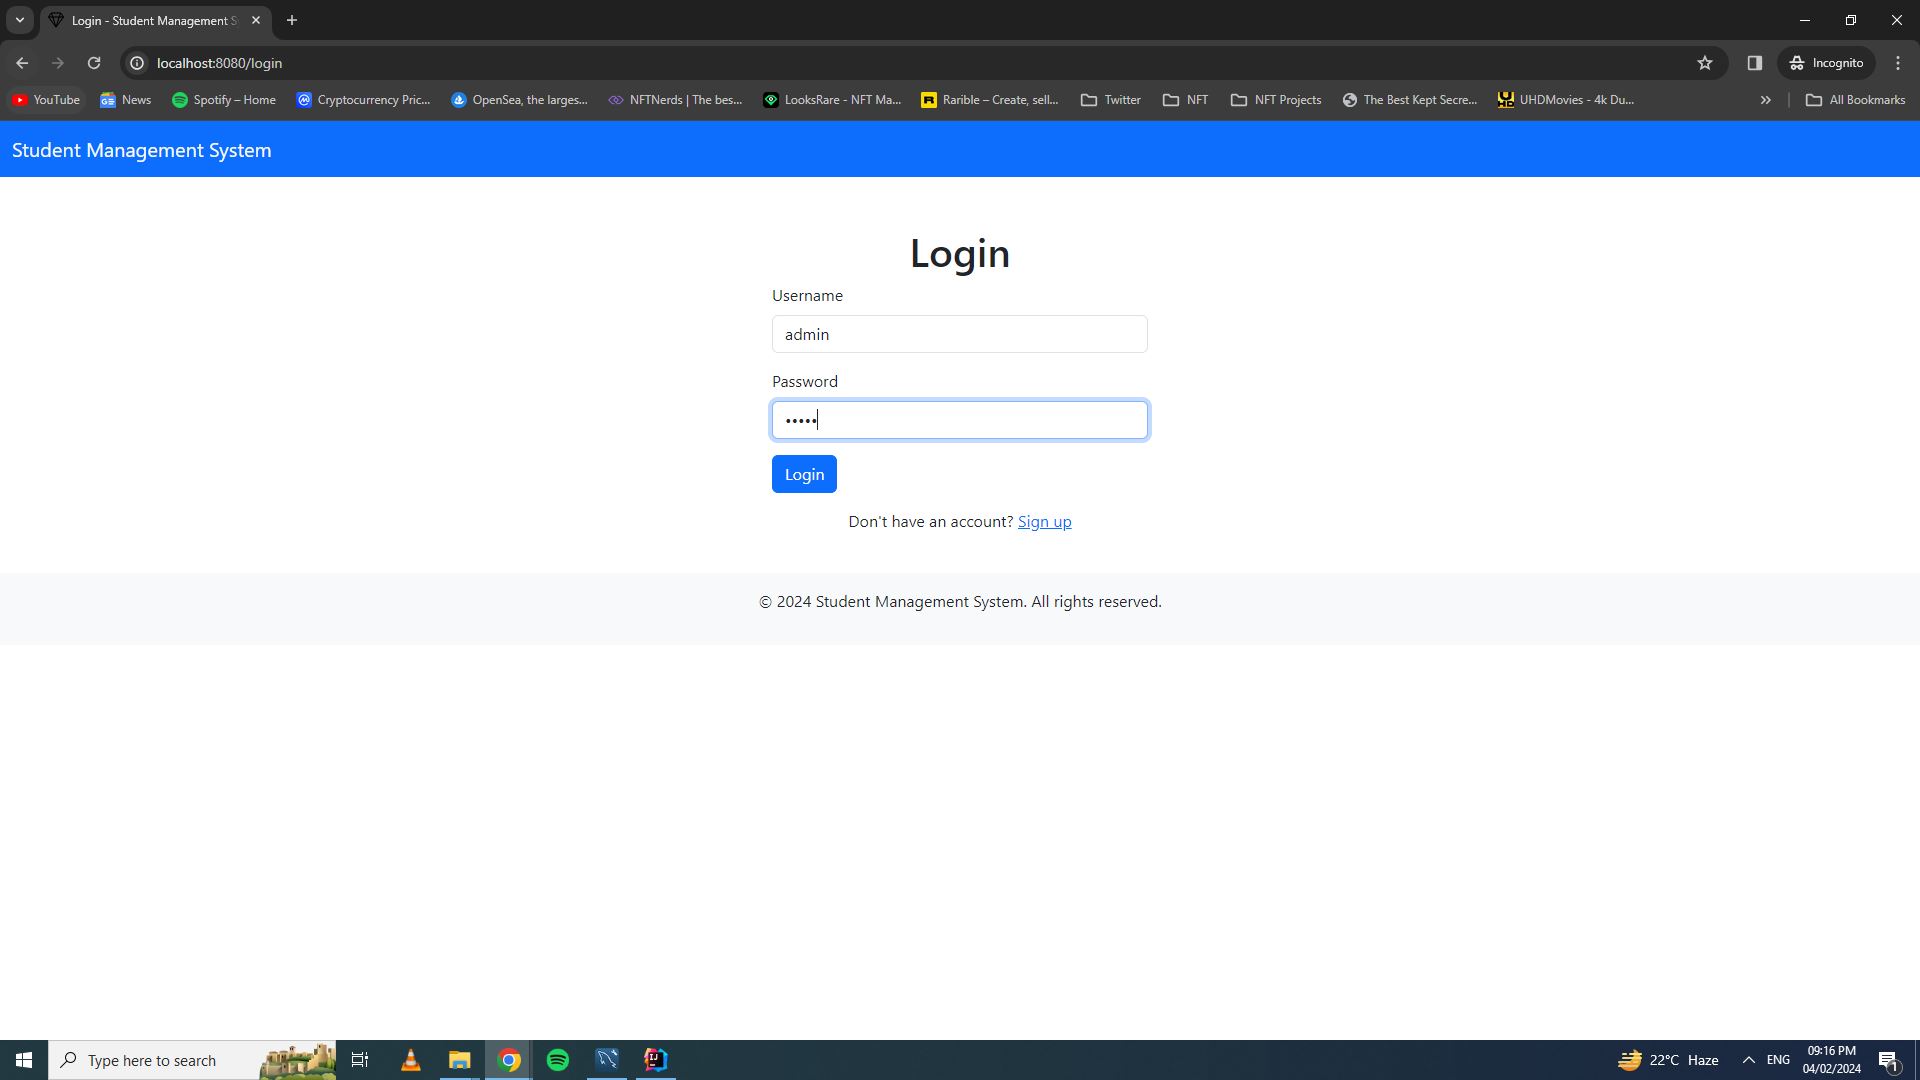 Login - Student Management S
localhost:8080/login
Incognito
YouTube
News
Spotify – Home
Cryptocurrency Pric...
OpenSea, the larges...
NFTNerds | The bes...
LooksRare - NFT Ma...
Rarible – Create, sell...
Twitter
NFT
NFT Projects
The Best Kept Secre...
UHDMovies - 4k Du...
All Bookmarks
Student Management System
Login
Username
admin
Password
•••••
Login
Don't have an account? Sign up
© 2024 Student Management System. All rights reserved.
Type here to search
22°C Haze
ENG
09:16 PM
04/02/2024
1